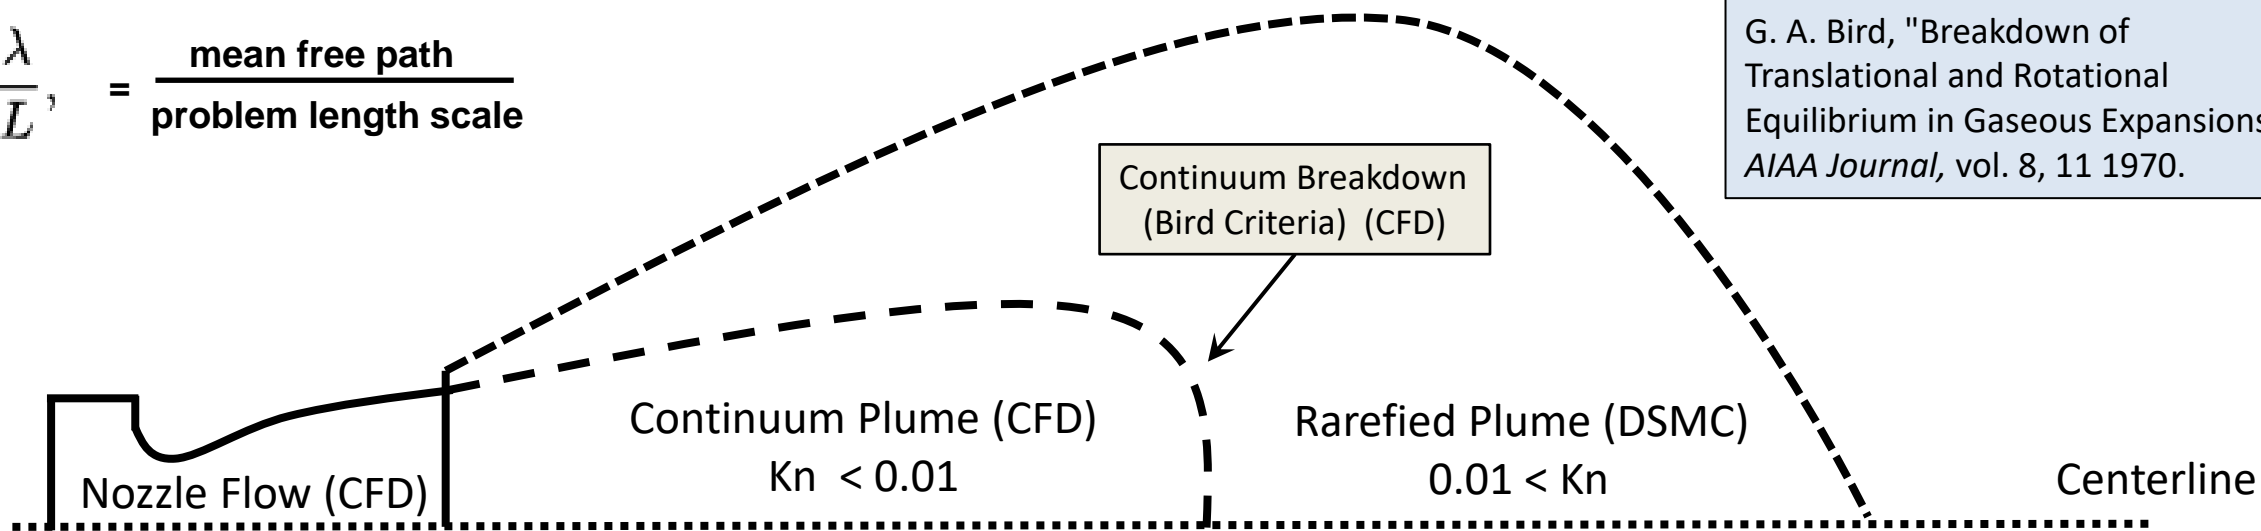 λ
L, = mean free path
problem length scale
G. A. Bird, "Breakdown of
Translational and Rotational
Equilibrium in Gaseous Expansions
AIAA Journal, vol. 8, 11 1970.
Continuum Breakdown
(Bird Criteria) (CFD)
Continuum Plume (CFD)
Kn < 0.01
Rarefied Plume (DSMC)
0.01 < Kn
Nozzle Flow (CFD)
Centerline